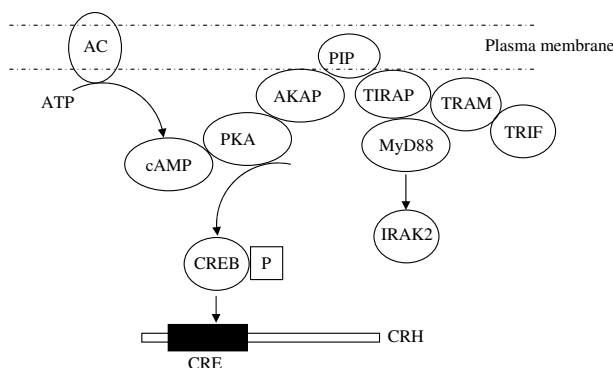 AC
Plasma membrane
PIP
ATP
AKAP
TIRAP
TRAM
TRIF
PKA
MyD88
cAMP
IRAK2
CREB
P
CRH
CRE